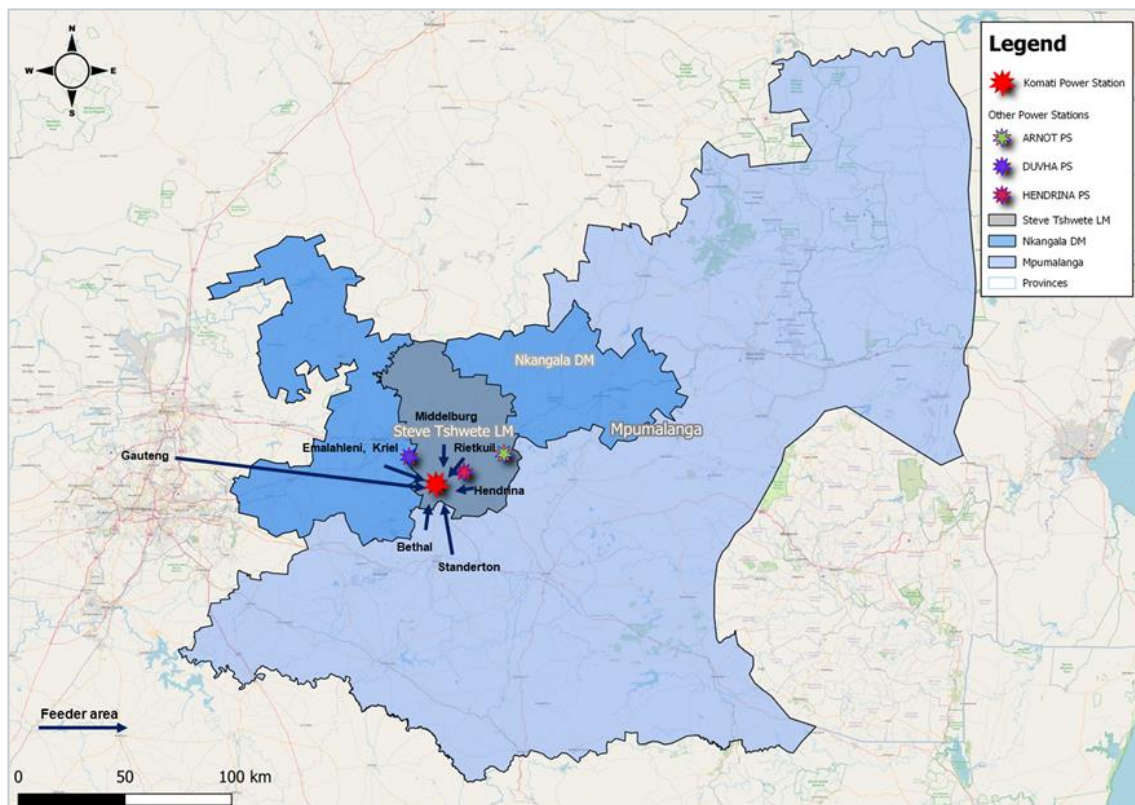 N
W
E
S
Legend
Komati Power Station
Other Power Stations
ARNOT PS
DUVHA PS
HENDRINA PS
Steve Tshwete LM
Nkangala DM
Mpumalanga
Provinces
Nkangala DM
Middelburg
Steve Tshwete LM
Mpumalanga
Emalahleni, Kriel
Rietkuil
Gauteng
Hendrina
Bethal
Standerton
Feeder area
0
50
100 km